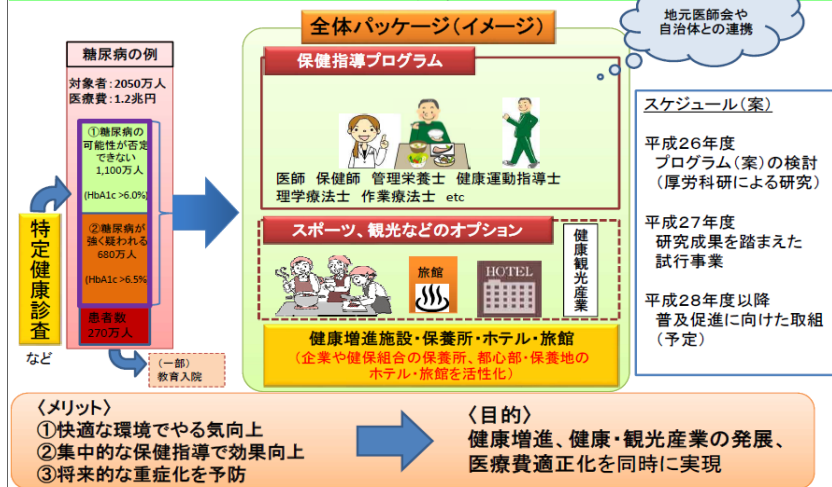 地元医師会や
自治体との連携
全体パッケージ(イメージ)
糖尿病の例
対象者:2050万人
医療費:1.2兆円
①糖尿病の
可能性が否定
できない
1,100万人
(HbA1c >6.0%)
②糖尿病が
強く疑われる
680万人
(HbA1c >6.5%)
患者数
270万人
特定健康診査
など
(一部)
教育入院
保健指導プログラム
医師 保健師 管理栄養士 健康運動指導士
理学療法士 作業療法士 etc
スポーツ、観光などのオプション
旅館
HOTEL
健康観光産業
健康増進施設・保養所・ホテル・旅館
(企業や健保組合の保養所、都心部・保養地の
ホテル・旅館を活性化)
スケジュール(案)
平成26年度
プログラム(案)の検討
(厚労科研による研究)
平成27年度
研究成果を踏まえた
試行事業
平成28年度以降
普及促進に向けた取組
(予定)
〈メリット〉
①快適な環境でやる気向上
②集中的な保健指導で効果向上
③将来的な重症化を予防
〈目的〉
健康増進、健康・観光産業の発展、
医療費適正化を同時に実現